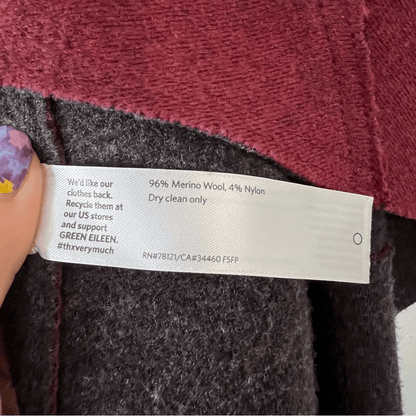 We'd like our
clothes back.
Recycle them at
our US stores
and support
GREEN EILEEN.
#thxverymuch
96% Merino Wool, 4% Nylon
Dry clean only
RN#78121/CA#34460 F5FP